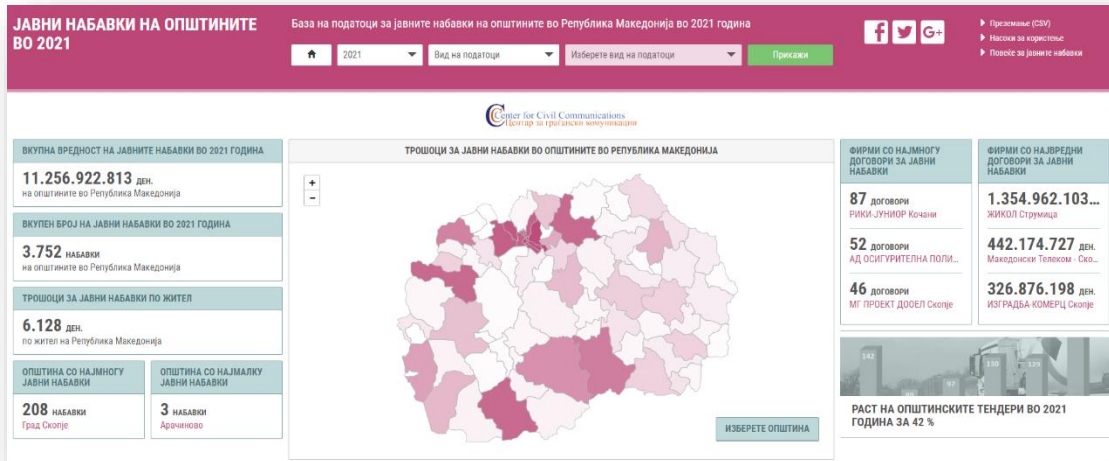 ЈАВНИ НАБАВКИ НА ОПШТИНИТЕ
ВО 2021
База на податоци за јавните набавки на општините во Република Македонија во 2021 година
2021
Вид на податоци
Изберете вид на податоци
Прикажи
f
G+
Преземање (CSV)
Насоки за користење
Повеќе за јавните набавки
Center for Civil Communications
Центар за граѓански комуникации
ВКУПНА ВРЕДНОСТ НА ЈАВНИТЕ НАБАВКИ ВО 2021 ГОДИНА
11.256.922.813 ДЕН.
на општините во Република Македонија
ВКУПЕН БРОЈ НА ЈАВНИ НАБАВКИ ВО 2021 ГОДИНА
3.752 НАБАВКИ
на општините во Република Македонија
ТРОШОЦИ ЗА ЈАВНИ НАБАВКИ ПО ЖИТЕЛ
6.128 ДЕН.
по жител на Република Македонија
ОПШТИНА СО НАЈМНОГУ
ЈАВНИ НАБАВКИ
208 НАБАВКИ
Град Скопје
ОПШТИНА СО НАЈМАЛКУ
ЈАВНИ НАБАВКИ
3 НАБАВКИ
Арачиново
ТРОШОЦИ ЗА ЈАВНИ НАБАВКИ ВО ОПШТИНИТЕ ВО РЕПУБЛИКА МАКЕДОНИЈА
+
-
ИЗБЕРЕТЕ ОПШТИНА
ФИРМИ СО НАЈМНОГУ
ДОГОВОРИ ЗА ЈАВНИ
НАБАВКИ
87 ДОГОВОРИ
РИКИ-ЈУНИОР Кочани
52 ДОГОВОРИ
АД ОСИГУРИТЕЛНА ПОЛИ...
46 ДОГОВОРИ
МГ ПРОЕКТ ДООЕЛ Скопје
ФИРМИ СО НАЈВРЕДНИ
ДОГОВОРИ ЗА ЈАВНИ
НАБАВКИ
1.354.962.103...
ЖИКОЛ Струмица
442.174.727 ДЕН.
Македонски Телеком - Ско...
326.876.198 ДЕН.
ИЗГРАДБА-КОМЕРЦ Скопје
142
97
130
129
РАСТ НА ОПШТИНСКИТЕ ТЕНДЕРИ ВО 2021
ГОДИНА ЗА 42 %